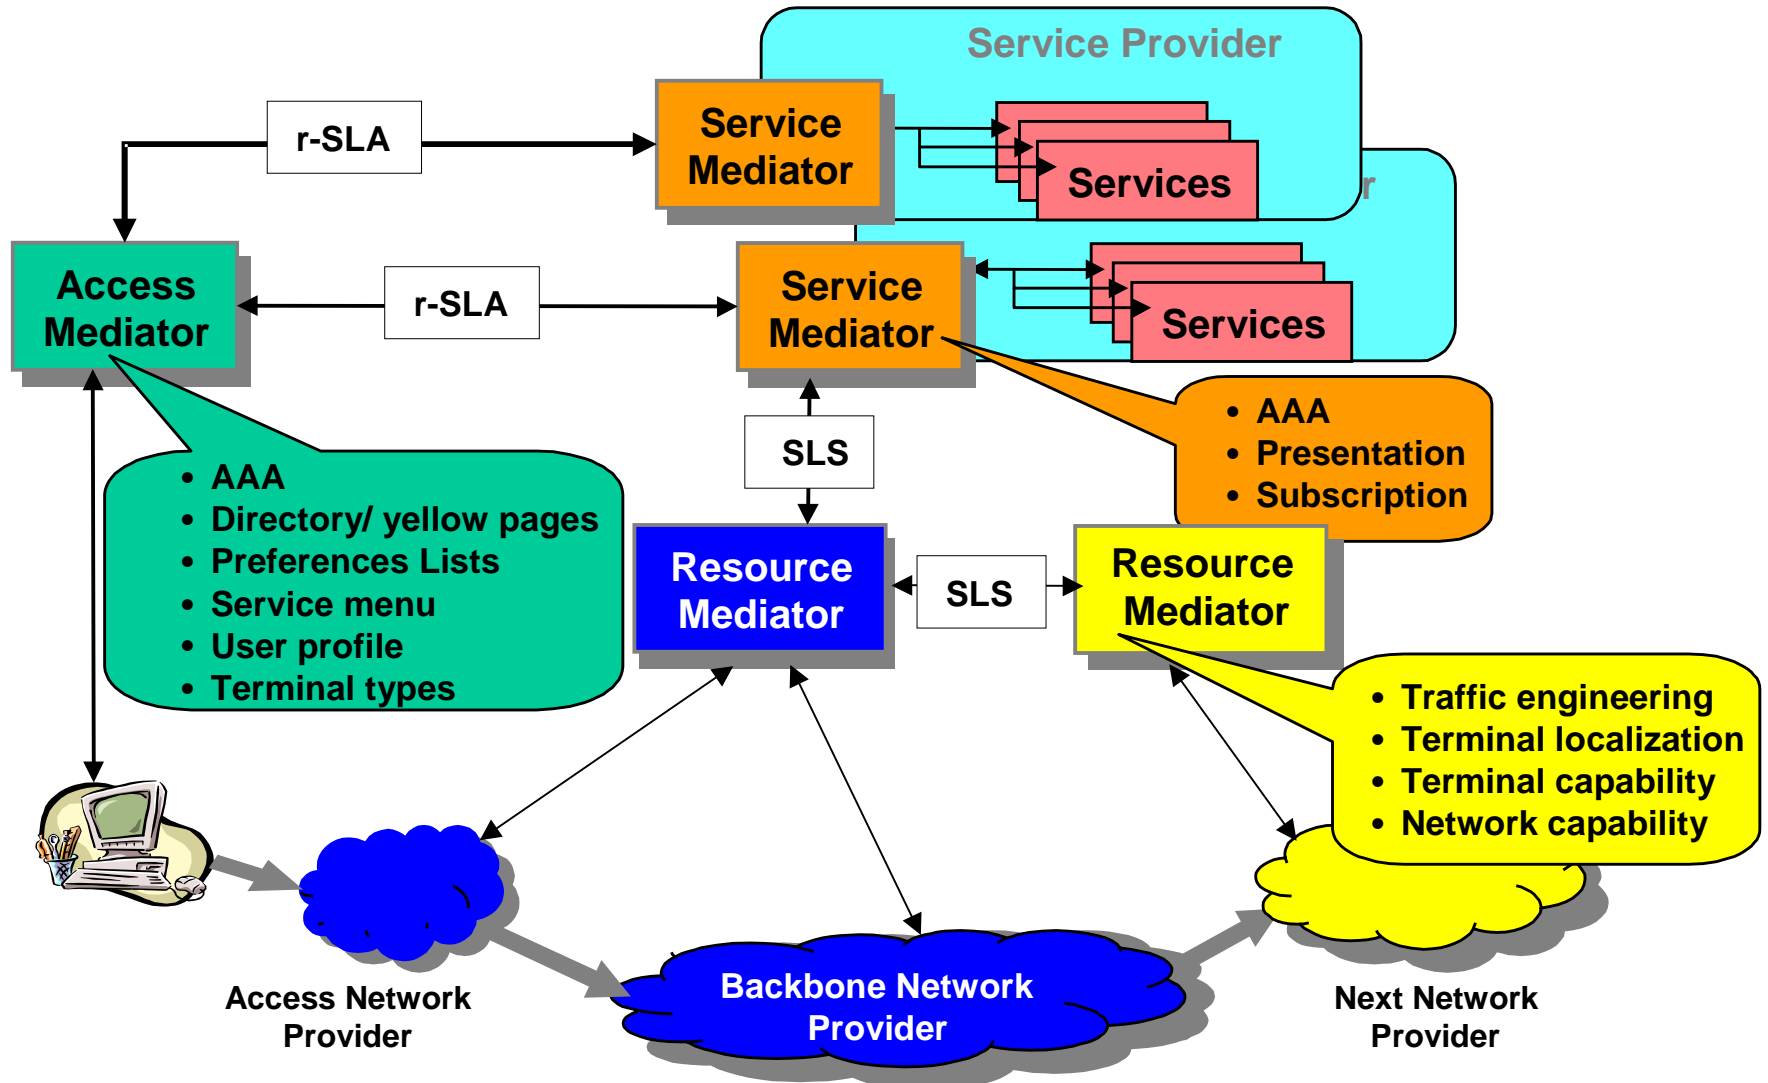 Service Provider
r-SLA
Service
Mediator
Services
r
Access
Mediator
r-SLA
Service
Mediator
Services
SLS
• AAA
• Presentation
• Subscription
• AAA
• Directory/ yellow pages
• Preferences Lists
• Service menu
• User profile
• Terminal types
Resource
Mediator
SLS
Resource
Mediator
• Traffic engineering
• Terminal localization
• Terminal capability
• Network capability
Access Network
Provider
Backbone Network
Provider
Next Network
Provider